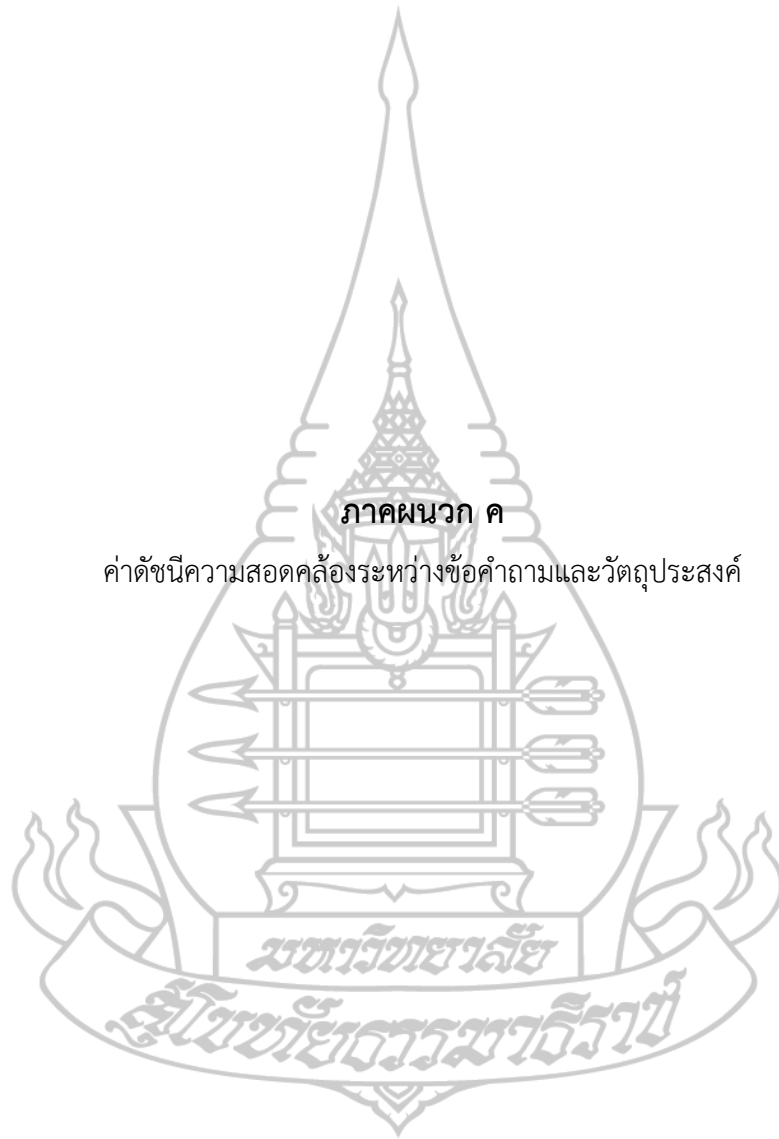 ภาคผนวก ค
ค่าดัชนีความสอดคล้องระหว่างข้อคำถามและวัตถุประสงค์
มหาวิทยาลัย
สุโขทัยธรรมาธิราช